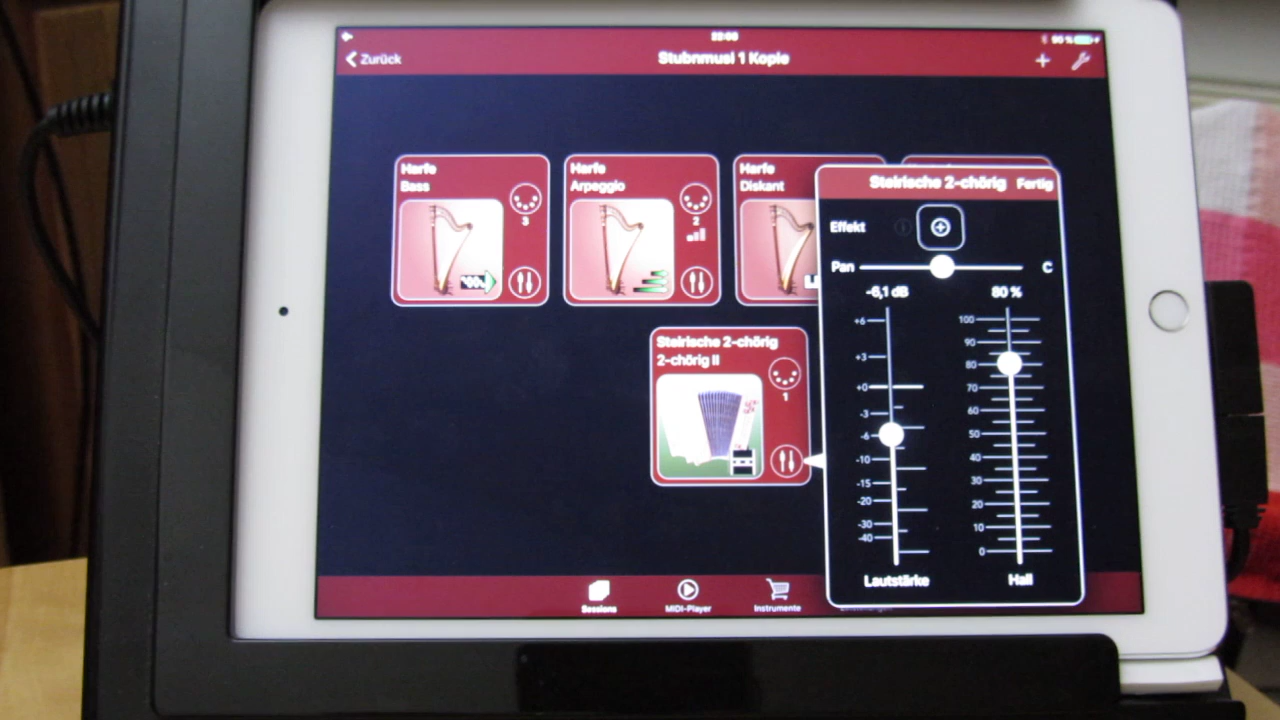 22:00
90 %
Zurück
Stubnmusi 1 Kopie
Harfe
Bass
3
Harfe
Arpeggio
2
Harfe
Diskant
Steirische 2-chörig
2-chörig II
1
Steirische 2-chörig
Fertig
Effekt
Pan
C
-6,1 dB
80 %
+6
+3
+0
-3
-6
-10
-15
-20
-30
-40
100
90
80
70
60
50
40
30
20
10
0
Lautstärke
Hall
Sessions
MIDI-Player
Instrumente